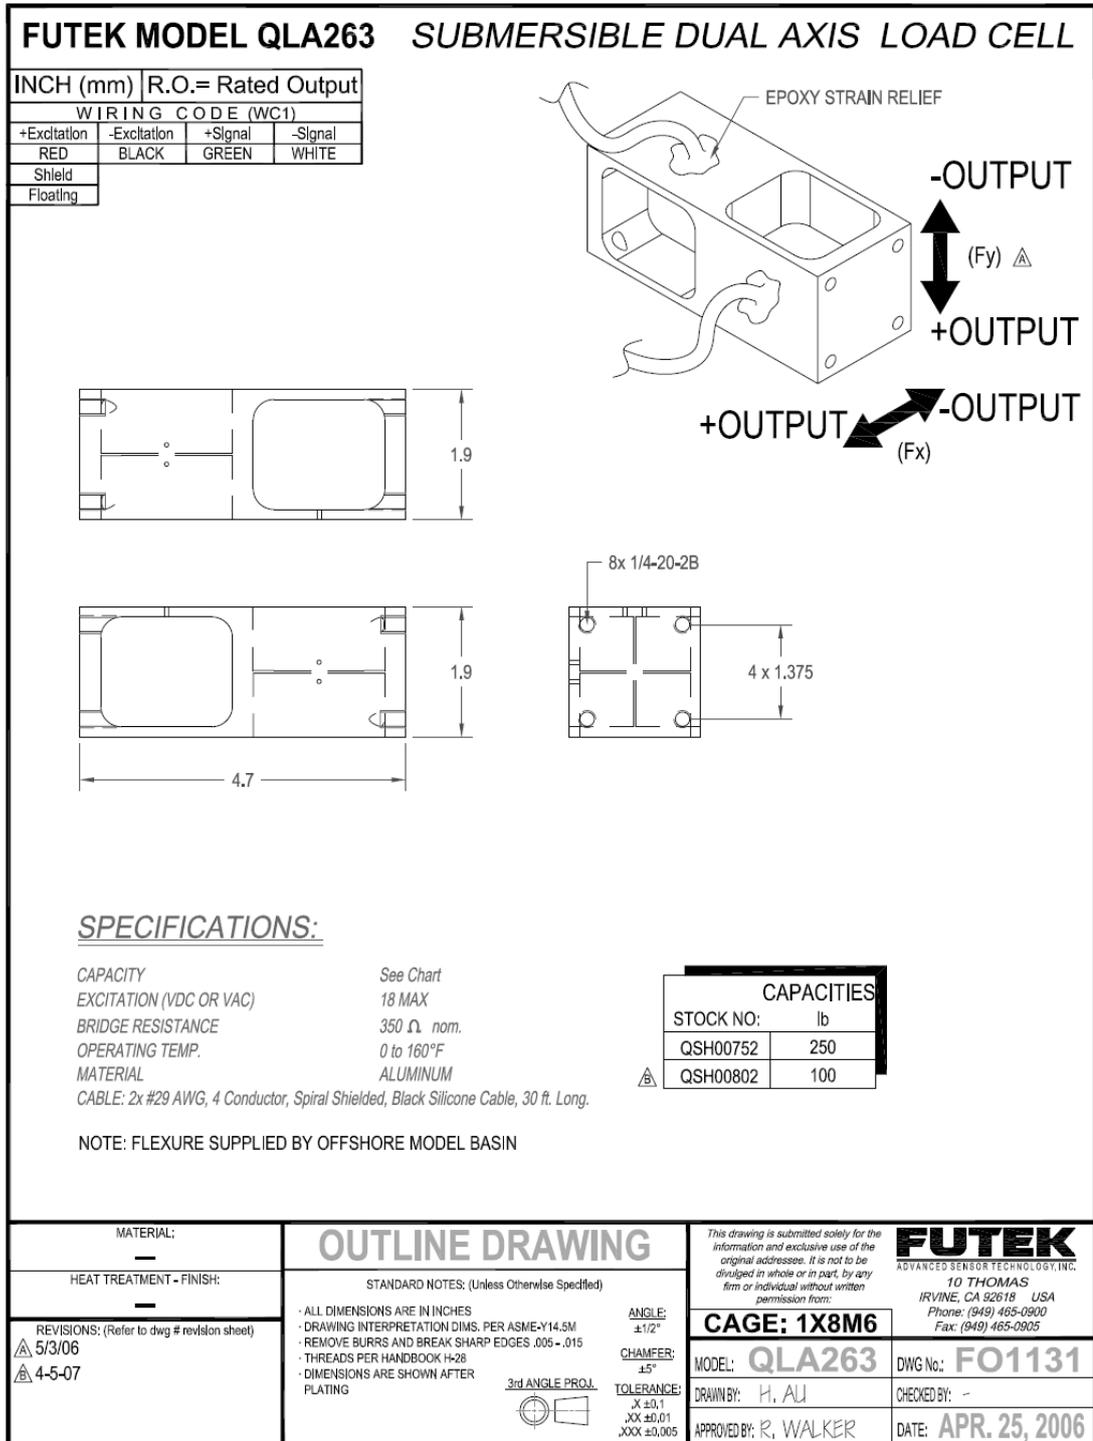 FUTEK MODEL QLA263 SUBMERSIBLE DUAL AXIS LOAD CELL
INCH (mm) R.O.= Rated Output
WIRING CODE (WC1)
+Excitation -Excitation +Signal -Signal
RED BLACK GREEN WHITE
Shield
Floating
EPOXY STRAIN RELIEF
-OUTPUT
(Fy) A
+OUTPUT
+OUTPUT -OUTPUT
(Fx)
1.9
8x 1/4-20-2B
1.9
4 x 1.375
4.7
SPECIFICATIONS:
CAPACITY See Chart
EXCITATION (VDC OR VAC) 18 MAX
BRIDGE RESISTANCE 350 Ω nom.
OPERATING TEMP. 0 to 160°F
MATERIAL ALUMINUM
CABLE: 2x #29 AWG, 4 Conductor, Spiral Shielded, Black Silicone Cable, 30 ft. Long.
CAPACITIES
STOCK NO: lb
QSH00752 250
B QSH00802 100
NOTE: FLEXURE SUPPLIED BY OFFSHORE MODEL BASIN
MATERIAL:
—
HEAT TREATMENT - FINISH:
—
REVISIONS: (Refer to dwg # revision sheet)
A 5/3/06
B 4-5-07
OUTLINE DRAWING
STANDARD NOTES: (Unless Otherwise Specified)
· ALL DIMENSIONS ARE IN INCHES
· DRAWING INTERPRETATION DIMS. PER ASME-Y14.5M
· REMOVE BURRS AND BREAK SHARP EDGES .005 - .015
· THREADS PER HANDBOOK H-28
· DIMENSIONS ARE SHOWN AFTER
PLATING
3rd ANGLE PROJ.
ANGLE:
±1/2°
CHAMFER:
±5°
TOLERANCE:
.X ±0.1
.XX ±0.01
.XXX ±0.005
This drawing is submitted solely for the
information and exclusive use of the
original addressee. It is not to be
divulged in whole or in part, by any
firm or individual without written
permission from:
CAGE: 1X8M6
FUTEK
ADVANCED SENSOR TECHNOLOGY, INC.
10 THOMAS
IRVINE, CA 92618 USA
Phone: (949) 465-0900
Fax: (949) 465-0905
MODEL: QLA263 DWG No.: FO1131
DRAWN BY: H. AU CHECKED BY: -
APPROVED BY: R. WALKER DATE: APR. 25, 2006